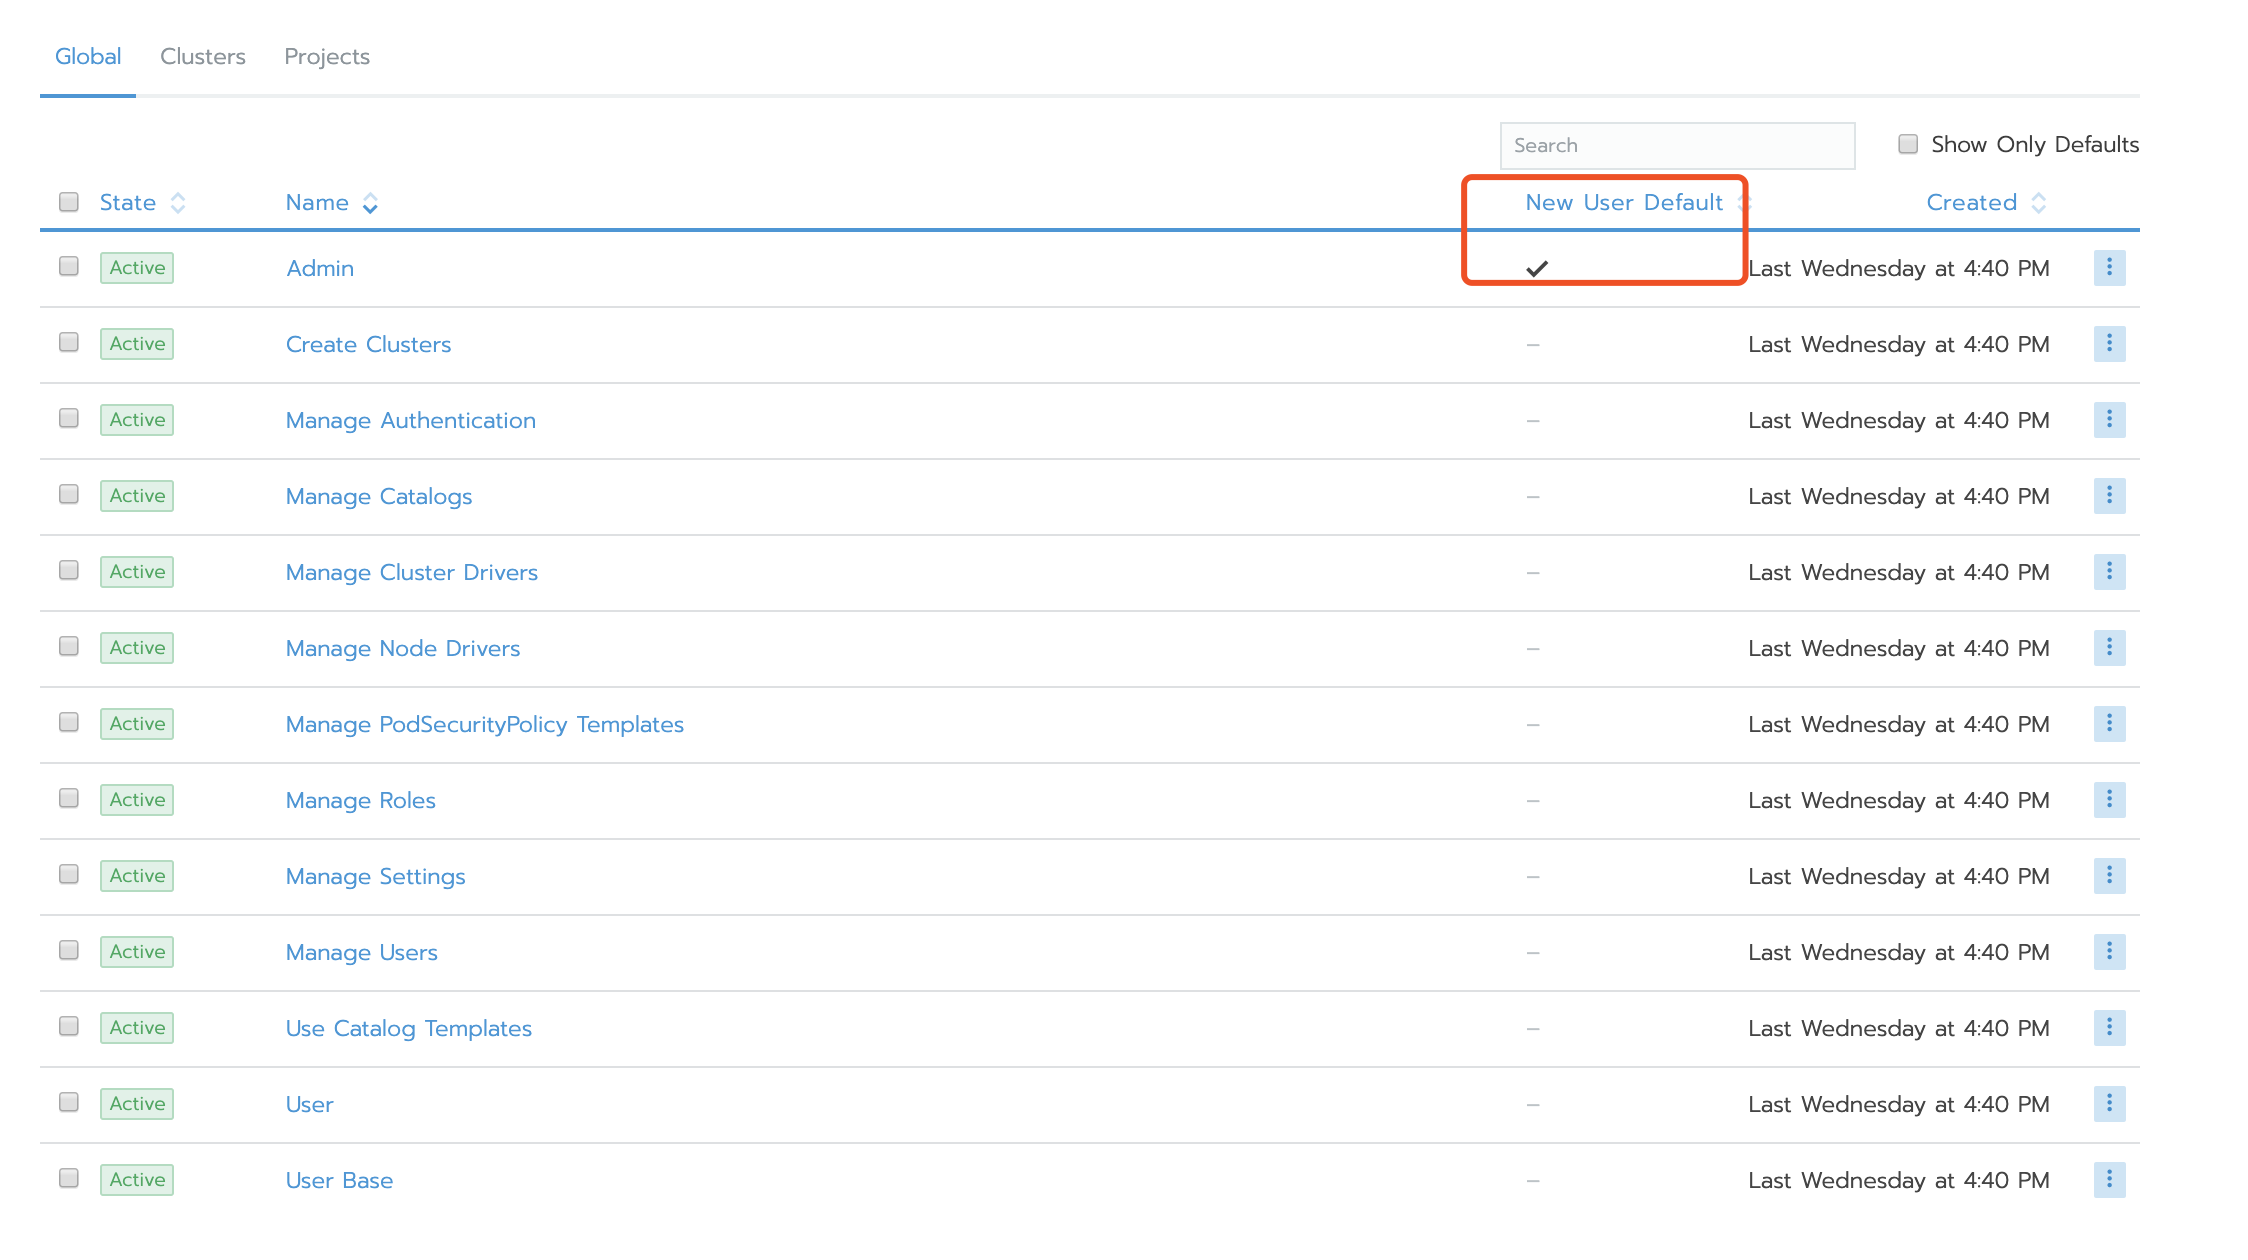 Global Clusters Projects
Search Show Only Defaults
State Name New User Default Created
Active Admin Last Wednesday at 4:40 PM
Active Create Clusters – Last Wednesday at 4:40 PM
Active Manage Authentication – Last Wednesday at 4:40 PM
Active Manage Catalogs – Last Wednesday at 4:40 PM
Active Manage Cluster Drivers – Last Wednesday at 4:40 PM
Active Manage Node Drivers – Last Wednesday at 4:40 PM
Active Manage PodSecurityPolicy Templates – Last Wednesday at 4:40 PM
Active Manage Roles – Last Wednesday at 4:40 PM
Active Manage Settings – Last Wednesday at 4:40 PM
Active Manage Users – Last Wednesday at 4:40 PM
Active Use Catalog Templates – Last Wednesday at 4:40 PM
Active User – Last Wednesday at 4:40 PM
Active User Base – Last Wednesday at 4:40 PM